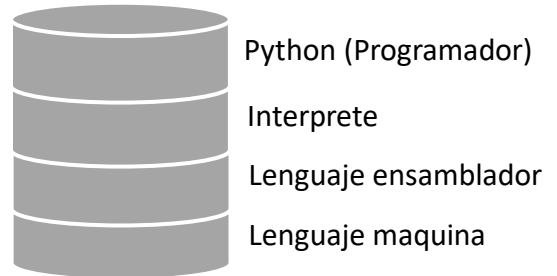 Python (Programador)
Interprete
Lenguaje ensamblador
Lenguaje maquina